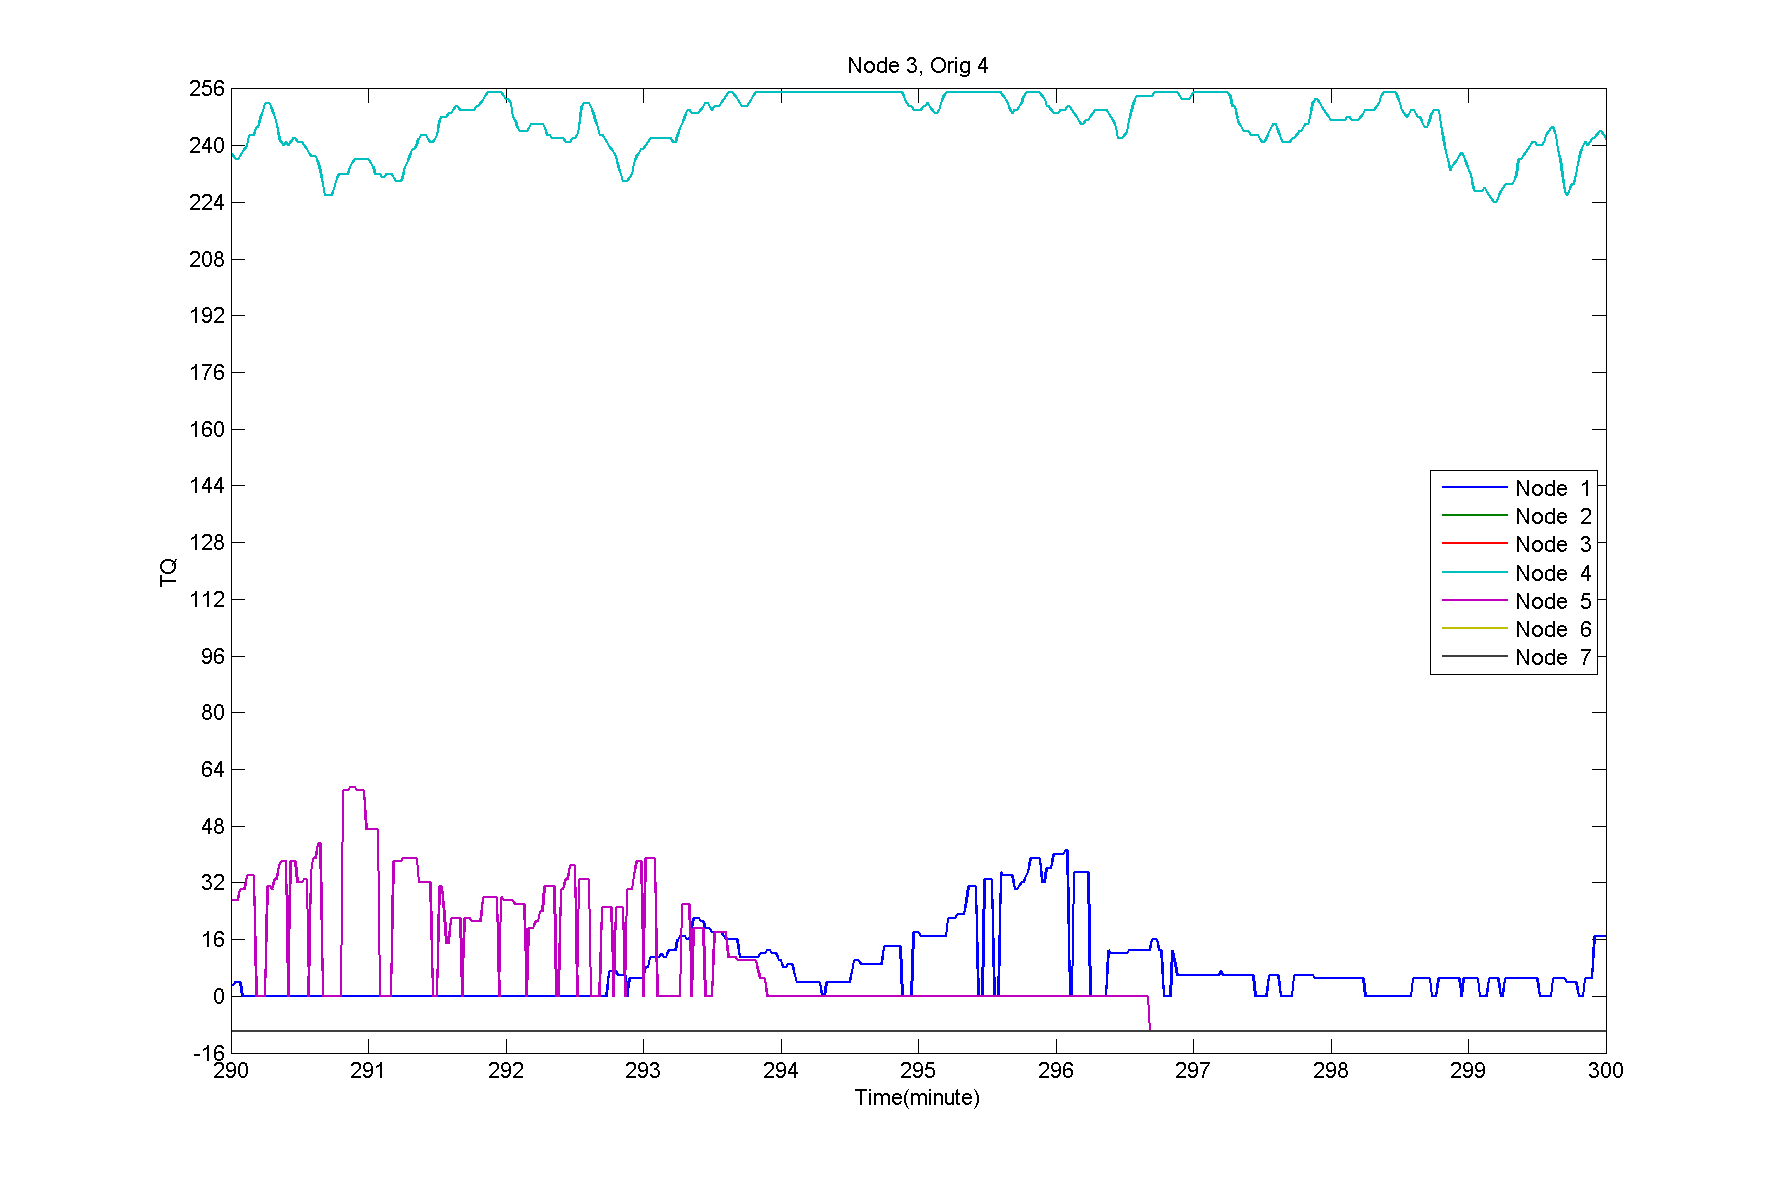 Node 3, Orig 4
256
240
224
208
192
176
160
144
128
112
96
80
64
48
32
16
0
-16
TQ
Node 1
Node 2
Node 3
Node 4
Node 5
Node 6
Node 7
290 291 292 293 294 295 296 297 298 299 300
Time(minute)